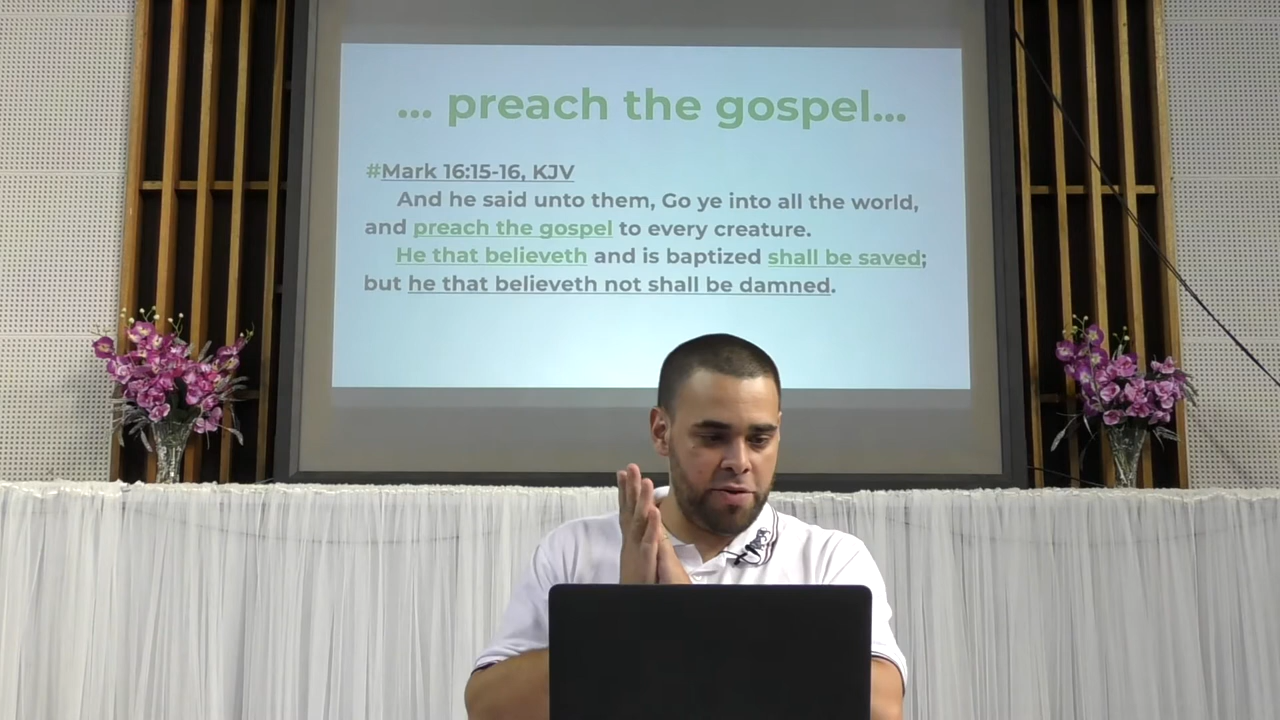 ... preach the gospel...
#Mark 16:15-16, KJV
And he said unto them, Go ye into all the world,
and preach the gospel to every creature.
He that believeth and is baptized shall be saved;
but he that believeth not shall be damned.